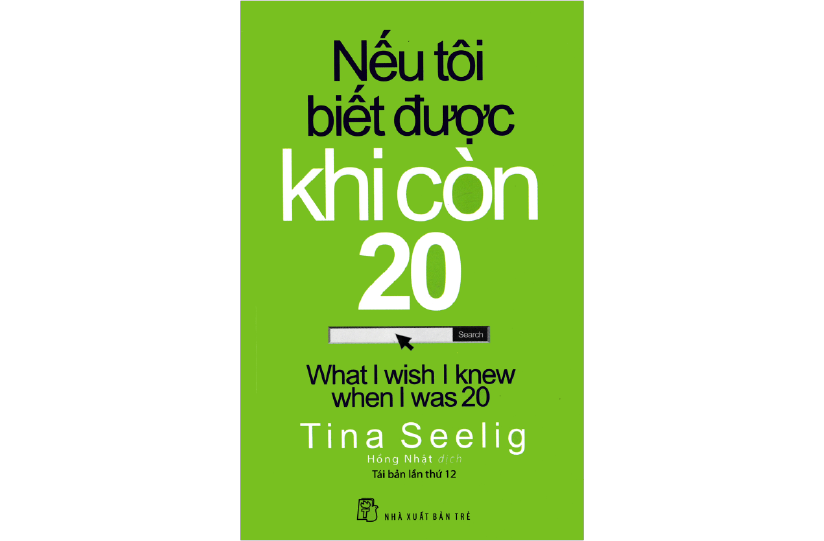 Nếu tôi
biết được
khi còn
20
Search
What I wish I knew
when I was 20
Tina Seelig
Hồng Nhật dịch
Tái bản lần thứ 12
NHÀ XUẤT BẢN TRẺ